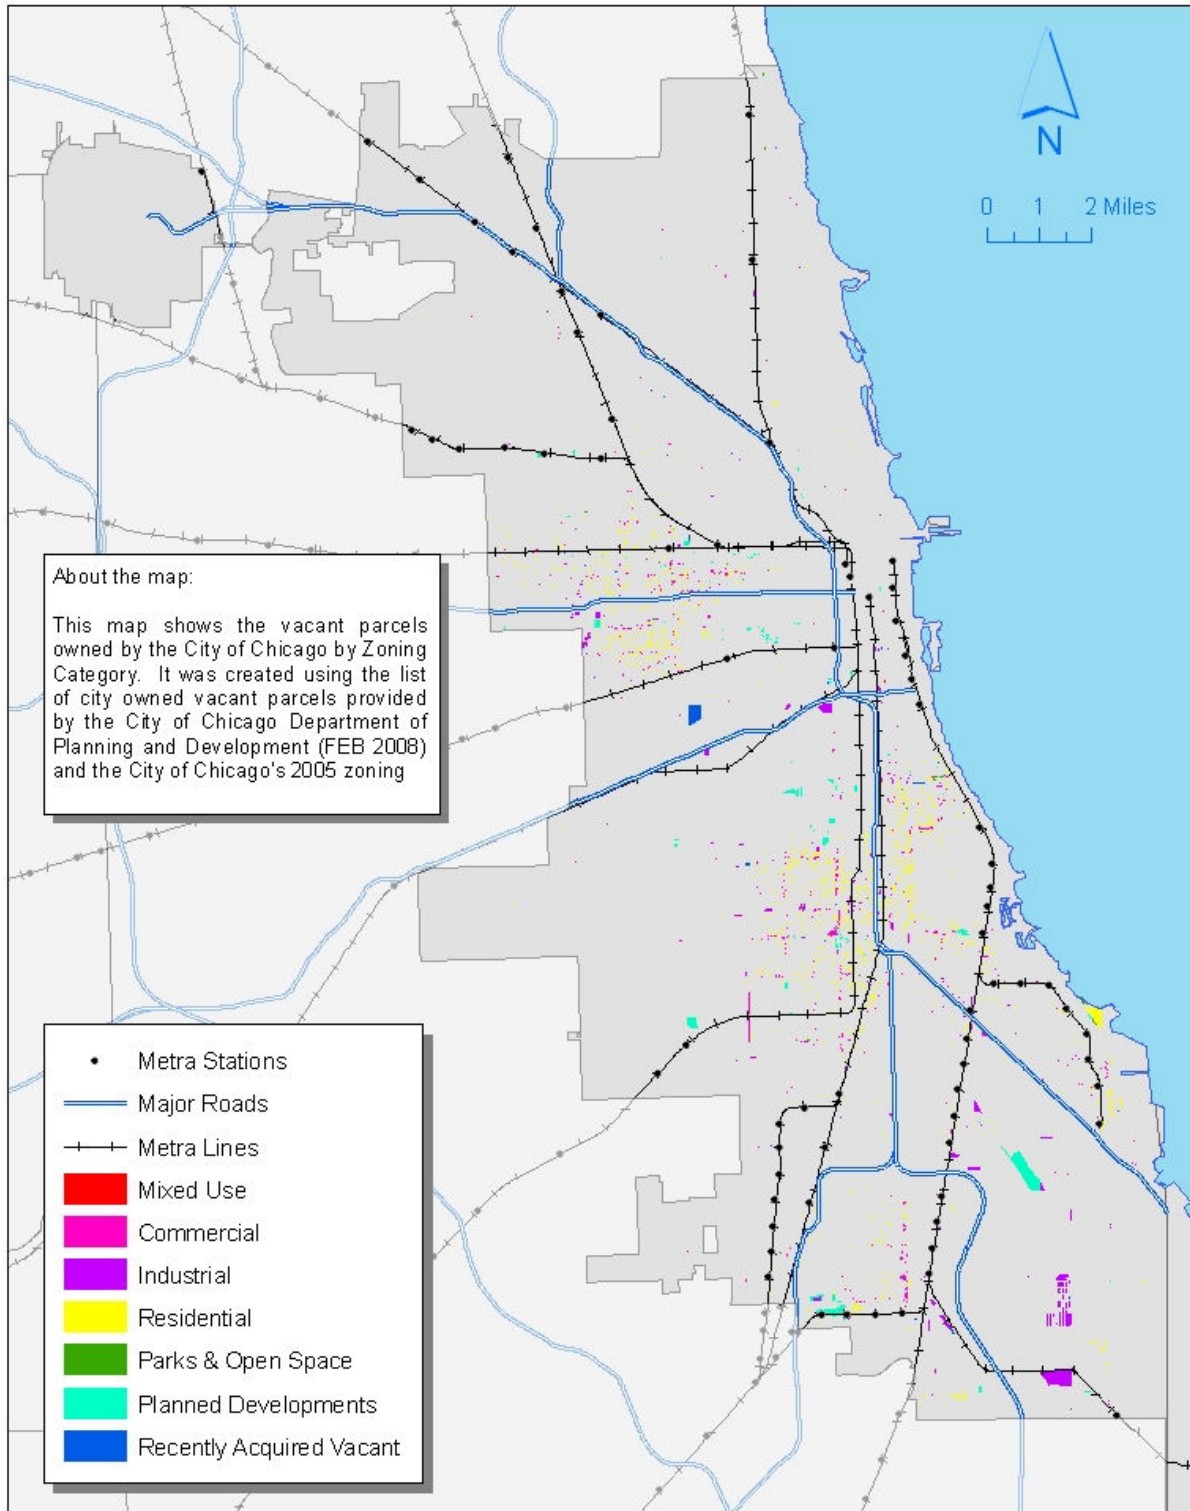 N
0 1 2 Miles
About the map:
This map shows the vacant parcels
owned by the City of Chicago by Zoning
Category. It was created using the list
of city owned vacant parcels provided
by the City of Chicago Department of
Planning and Development (FEB 2008)
and the City of Chicago's 2005 zoning
Metra Stations
Major Roads
Metra Lines
Mixed Use
Commercial
Industrial
Residential
Parks & Open Space
Planned Developments
Recently Acquired Vacant